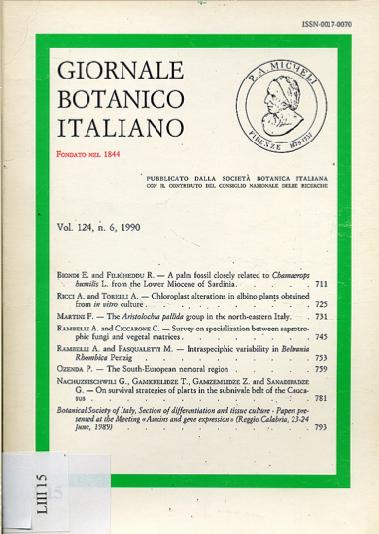 ISSN-0017-0070
GIORNALE
BOTANICO
ITALIANO
FONDATO NEL 1844
P. A. MICHELI
FIRENZE 1679-1737
PUBBLICATO DALLA SOCIETÀ BOTANICA ITALIANA
CON IL CONTRIBUTO DEL CONSIGLIO NAZIONALE DELLE RICERCHE
Vol. 124, n. 6, 1990
BIONDI E. and FILIGHEDDU R. — A palm fossil closely related to Chamaerops
humilis L. from the Lover Miocene of Sardinia. 711
RICCI A. and TORELLI A. — Chloroplast alterations in albino plants obtained
from in vitro culture 725
MARTINI F. — The Aristolochia pallida group in the north-eastern Italy. 731
RAMBELLI A. and CICCARONE C. — Survey on specialization between saprotro-
phic fungi and vegetal matrices 745
RAMBELLI A. and PASQUALETTI M. — Intraspeciphic variability in Beltrania
Rhombica Penzig 753
OZENDA P. — The South-European nemoral region 759
NACHUZRISCHWILI G., GAMKRELIDZE T., GAMZEMLIDZE Z. and SANADIRADZE
G. — On survival strategies of plants in the subnivale belt of the Cauca-
sus 781
Botanical Society of Italy, Section of differentiation and tissue culture - Papers pre-
sented at the Meeting «Auxins and gene expression» (Reggio Calabria, 23-24
June, 1989) 793
LIII 15